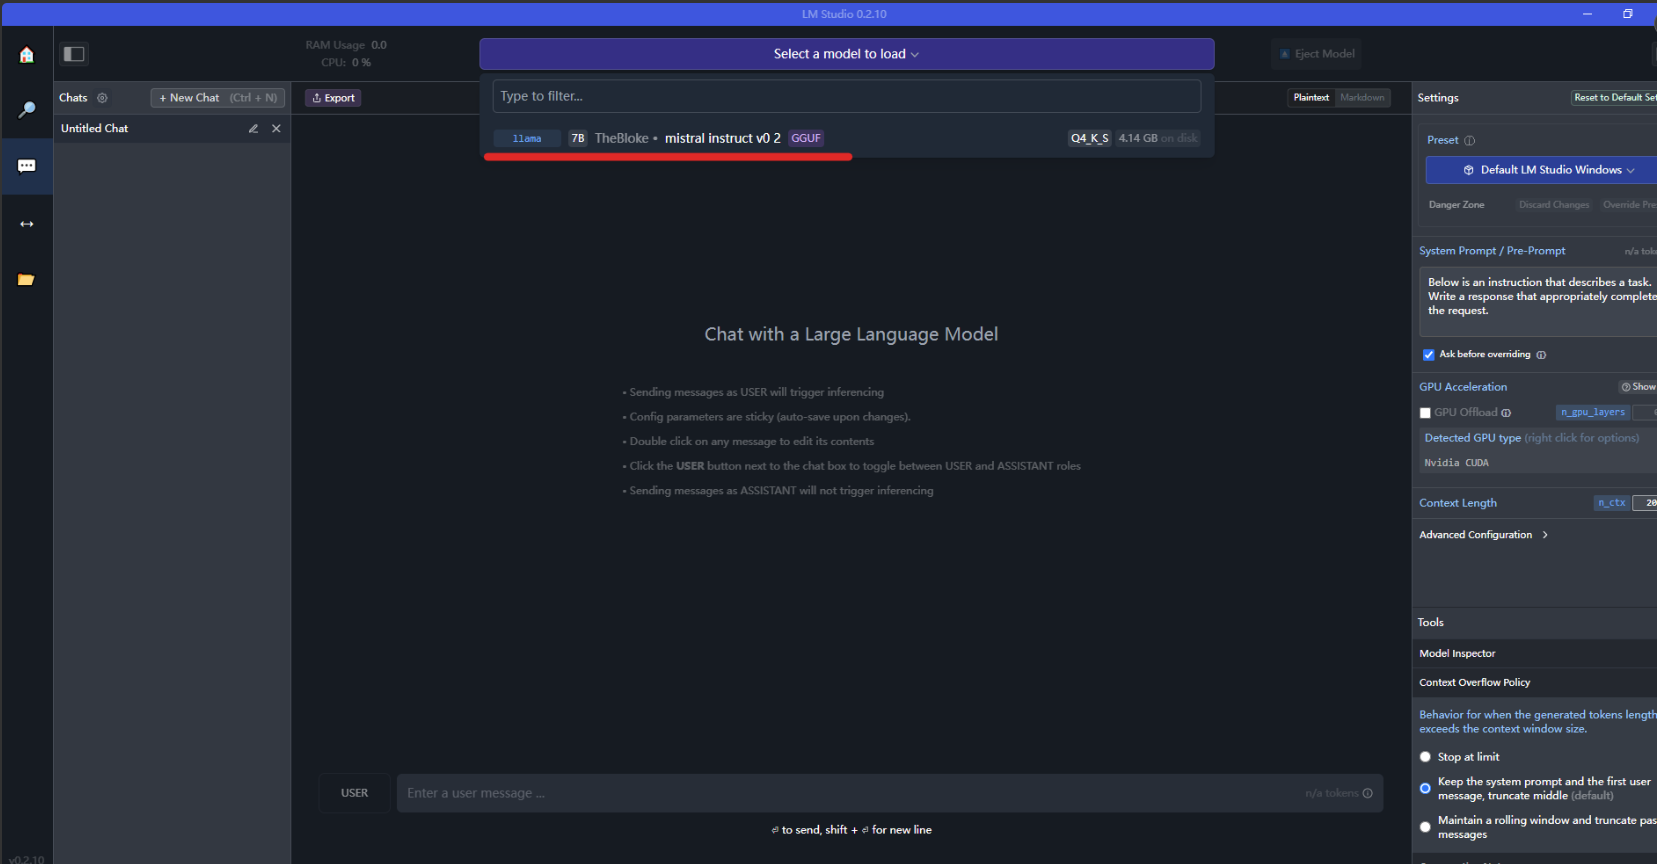 LM Studio 0.2.10
RAM Usage 0.0
CPU: 0 %
Select a model to load
Eject Model
Chats
+ New Chat (Ctrl + N)
Export
Type to filter...
Plaintext
Markdown
Settings
Reset to Default Set
Untitled Chat
llama 7B TheBloke • mistral instruct v0 2 GGUF Q4_K_S 4.14 GB on disk
Preset
Default LM Studio Windows
Danger Zone Discard Changes Override Pre
System Prompt / Pre-Prompt n/a tok
Below is an instruction that describes a task.
Write a response that appropriately complete
the request.
Ask before overriding
Chat with a Large Language Model
• Sending messages as USER will trigger inferencing
• Config parameters are sticky (auto-save upon changes).
• Double click on any message to edit its contents
• Click the USER button next to the chat box to toggle between USER and ASSISTANT roles
• Sending messages as ASSISTANT will not trigger inferencing
GPU Acceleration Show
GPU Offload n_gpu_layers
Detected GPU type (right click for options)
Nvidia CUDA
Context Length n_ctx 20
Advanced Configuration
Tools
Model Inspector
Context Overflow Policy
Behavior for when the generated tokens length
exceeds the context window size.
Stop at limit
Keep the system prompt and the first user
message, truncate middle (default)
Maintain a rolling window and truncate pas
messages
USER
Enter a user message ...
n/a tokens
⏎ to send, shift + ⏎ for new line
v0.2.10